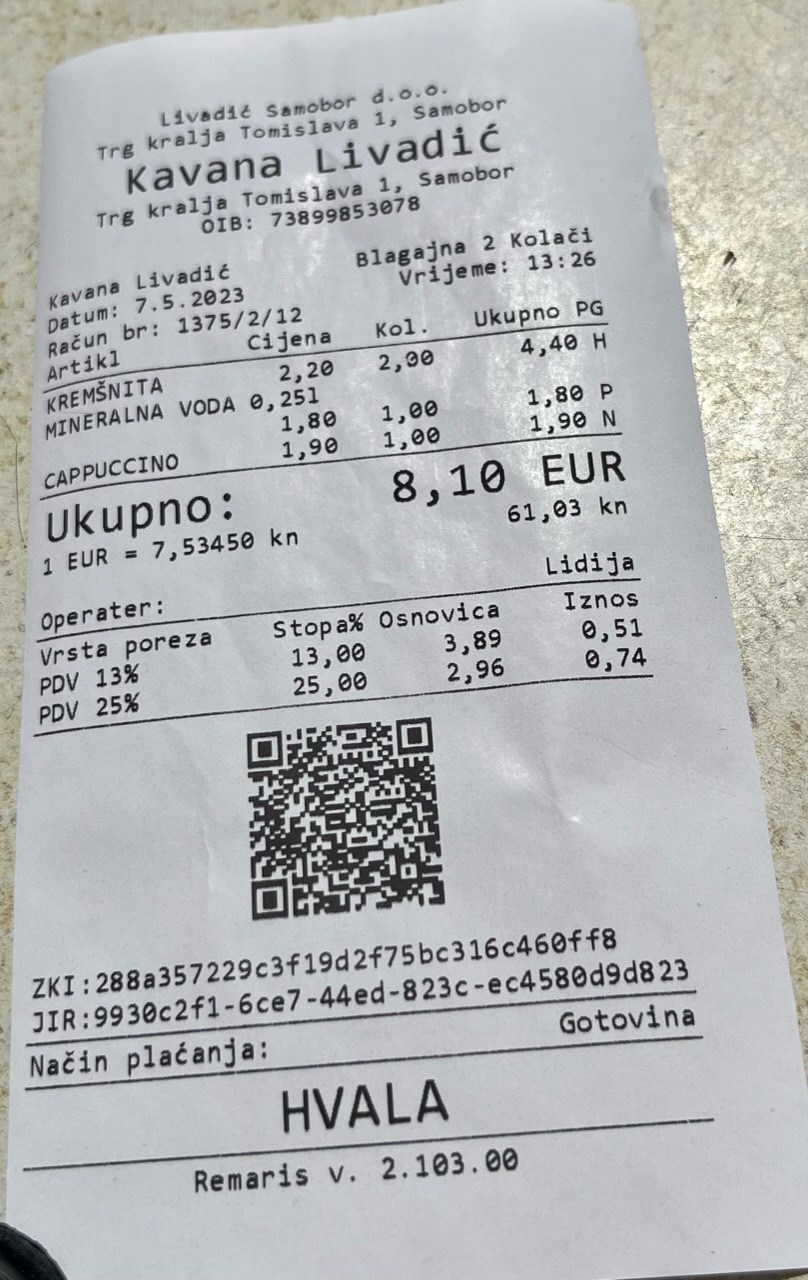 Livadić Samobor d.o.o.
Trg kralja Tomislava 1, Samobor
Kavana Livadić
Trg kralja Tomislava 1, Samobor
OIB: 73899853078
Kavana Livadić Blagajna 2 Kolači
Datum: 7.5.2023 Vrijeme: 13:26
Račun br: 1375/2/12
Artikl Cijena Kol. Ukupno PG
KREMŠNITA 2,20 2,00 4,40 H
MINERALNA VODA 0,25l
1,80 1,00 1,80 P
CAPPUCCINO 1,90 1,00 1,90 N
Ukupno: 8,10 EUR
1 EUR = 7,53450 kn 61,03 kn
Operater: Lidija
Vrsta poreza Stopa% Osnovica Iznos
PDV 13% 13,00 3,89 0,51
PDV 25% 25,00 2,96 0,74
ZKI:288a357229c3f19d2f75bc316c460ff8
JIR:9930c2f1-6ce7-44ed-823c-ec4580d9d823
Način plaćanja: Gotovina
HVALA
Remaris v. 2.103.00